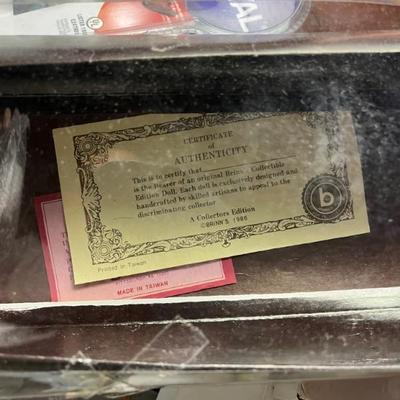 AL
CERTIFICATE
of
AUTHENTICITY
This is to certify that
is the Bearer of an original Brinn's Collectible
Edition Doll. Each doll is exclusively designed and
handcrafted by skilled artisans to appeal to the
discriminating collector
A Collectors Edition
©BRINN'S 1986
b
Printed in Taiwan
MADE IN TAIWAN